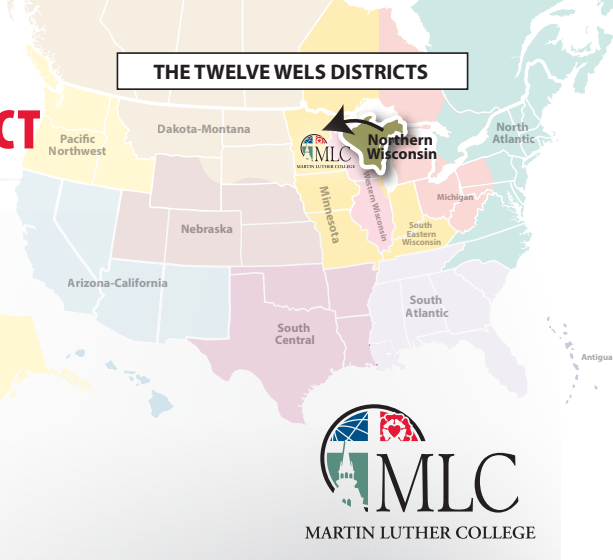 THE TWELVE WELS DISTRICTS
CT
Pacific
Northwest
Dakota-Montana
MLC
MARTIN LUTHER COLLEGE
Northern
Wisconsin
North
Atlantic
Minnesota
Western Wisconsin
Michigan
Nebraska
South
Eastern
Wisconsin
Arizona-California
South
Central
South
Atlantic
Antigua
MLC
MARTIN LUTHER COLLEGE